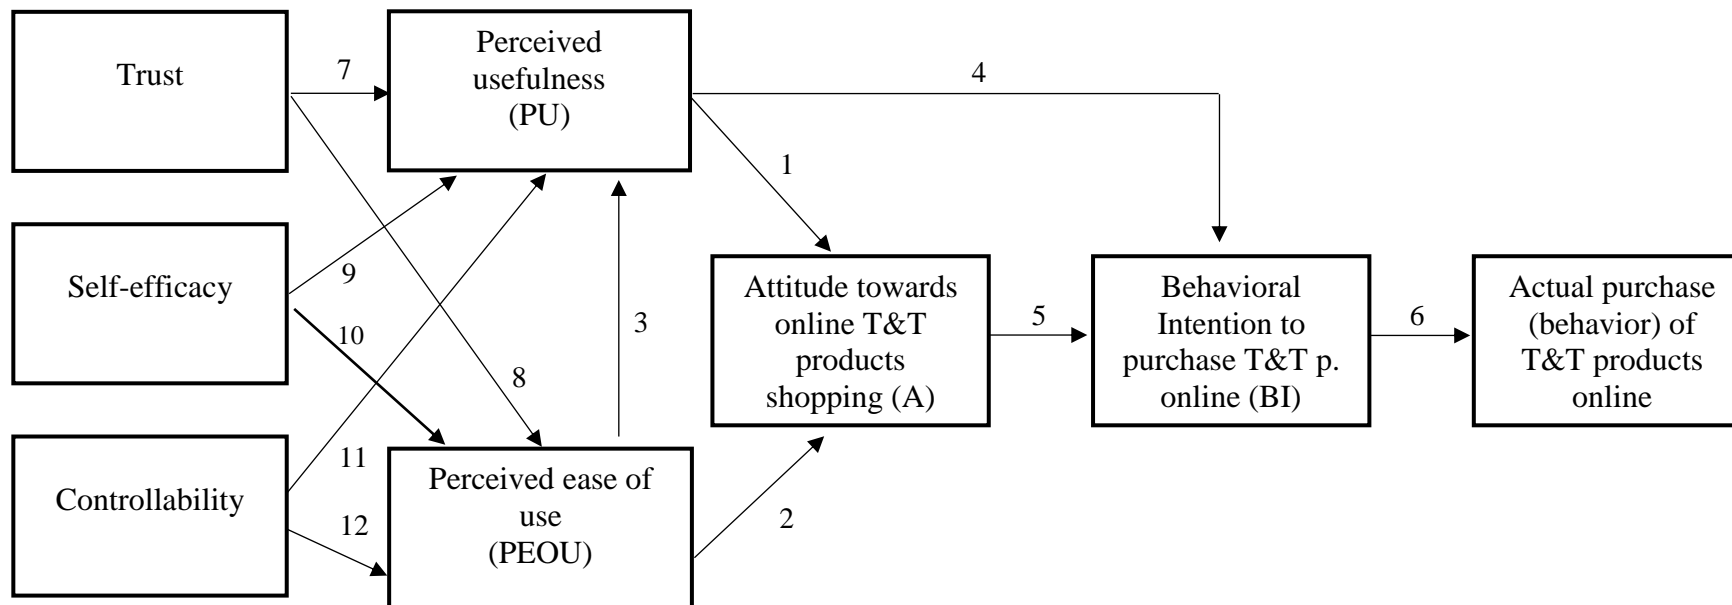 Trust
7
Perceived
usefulness
(PU)
4
1
Self-efficacy
9
10
3
8
Attitude towards
online T&T
products
shopping (A)
5
Behavioral
Intention to
purchase T&T p.
online (BI)
6
Actual purchase
(behavior) of
T&T products
online
Controllability
11
12
Perceived ease of
use
(PEOU)
2